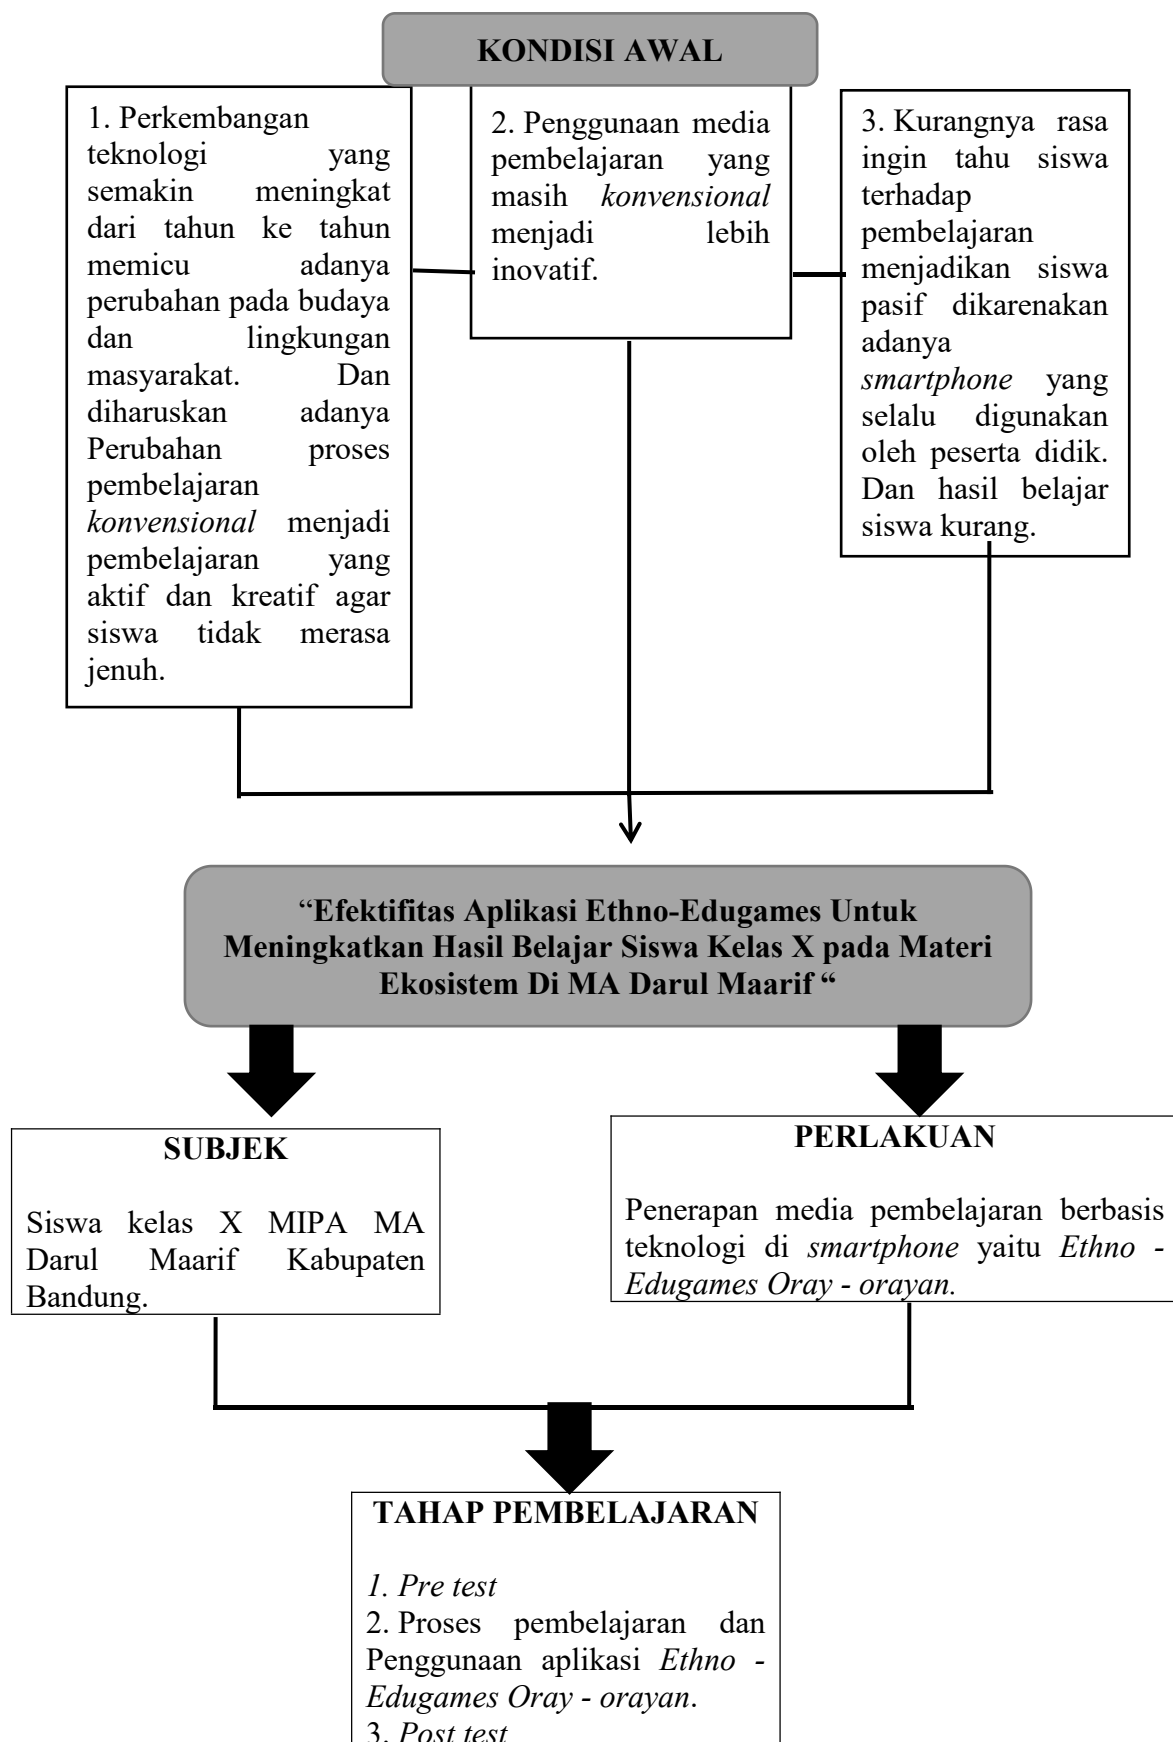 KONDISI AWAL
1. Perkembangan
teknologi yang
semakin meningkat
dari tahun ke tahun
memicu adanya
perubahan pada budaya
dan lingkungan
masyarakat. Dan
diharuskan adanya
Perubahan proses
pembelajaran
konvensional menjadi
pembelajaran yang
aktif dan kreatif agar
siswa tidak merasa
jenuh.
2. Penggunaan media
pembelajaran yang
masih konvensional
menjadi lebih
inovatif.
3. Kurangnya rasa
ingin tahu siswa
terhadap
pembelajaran
menjadikan siswa
pasif dikarenakan
adanya
smartphone yang
selalu digunakan
oleh peserta didik.
Dan hasil belajar
siswa kurang.
“Efektifitas Aplikasi Ethno-Edugames Untuk
Meningkatkan Hasil Belajar Siswa Kelas X pada Materi
Ekosistem Di MA Darul Maarif “
SUBJEK
Siswa kelas X MIPA MA
Darul Maarif Kabupaten
Bandung.
PERLAKUAN
Penerapan media pembelajaran berbasis
teknologi di smartphone yaitu Ethno -
Edugames Oray - orayan.
TAHAP PEMBELAJARAN
1. Pre test
2. Proses pembelajaran dan
Penggunaan aplikasi Ethno -
Edugames Oray - orayan.
3. Post test